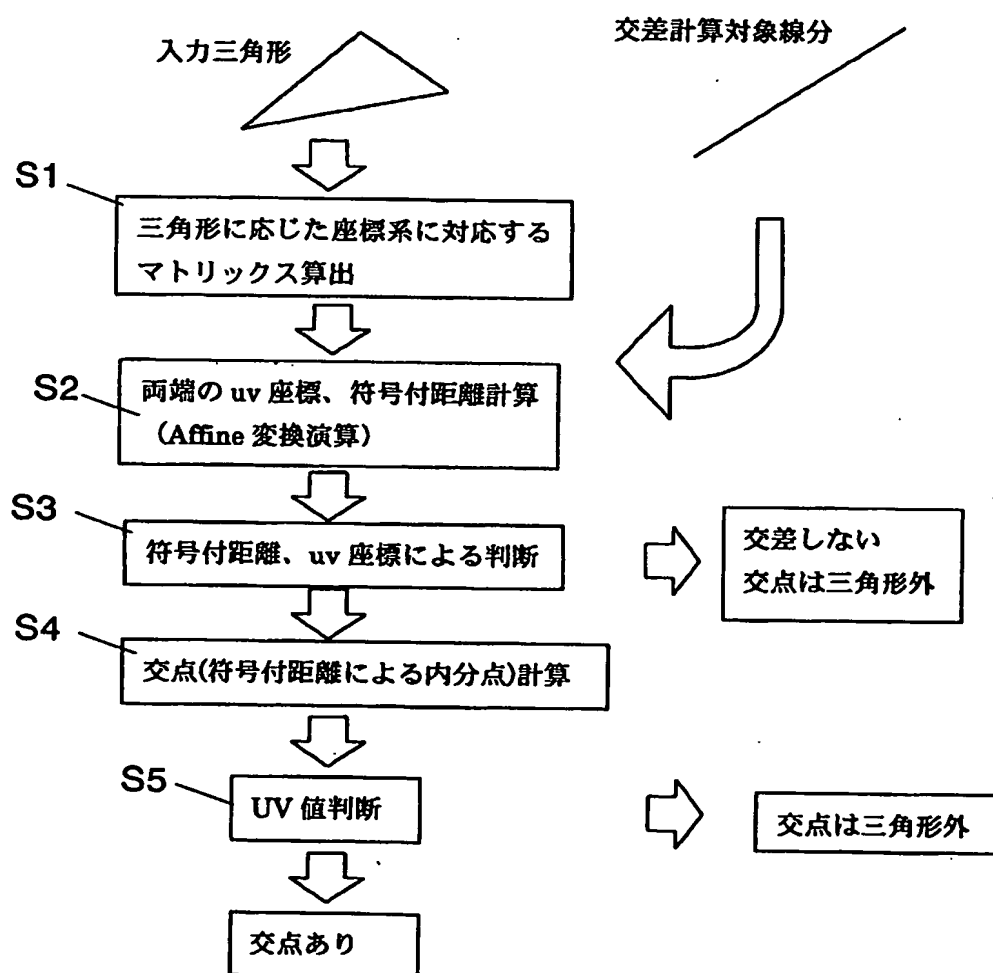 入力三角形
交差計算対象線分
S1
三角形に応じた座標系に対応する
マトリックス算出
S2
両端の uv 座標、符号付距離計算
(Affine 変換演算)
S3
符号付距離、uv 座標による判断
交差しない
交点は三角形外
S4
交点(符号付距離による内分点)計算
S5
UV 値判断
交点は三角形外
交点あり